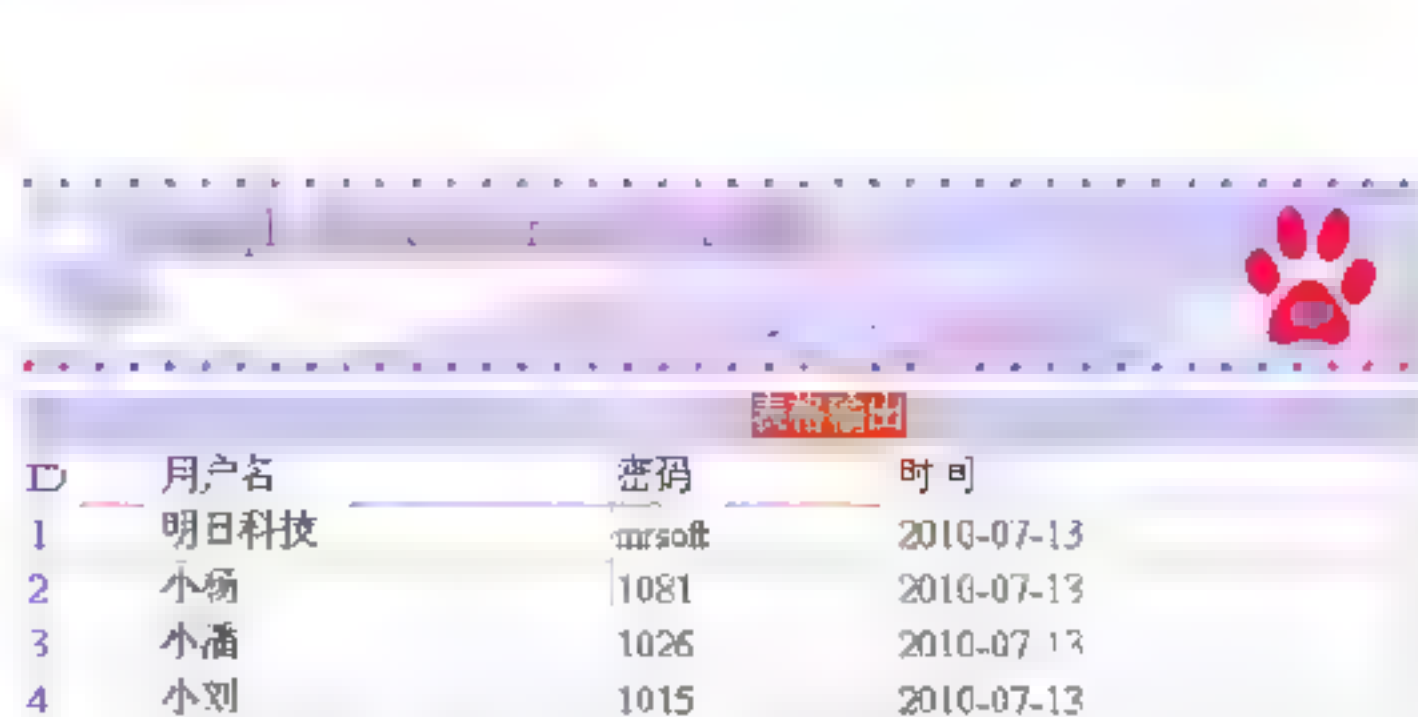 表格输出
ID 用户名 密码 时间
1 明日科技 mrsoft 2010-07-13
2 小杨 1081 2010-07-13
3 小潘 1026 2010-07-13
4 小刘 1015 2010-07-13